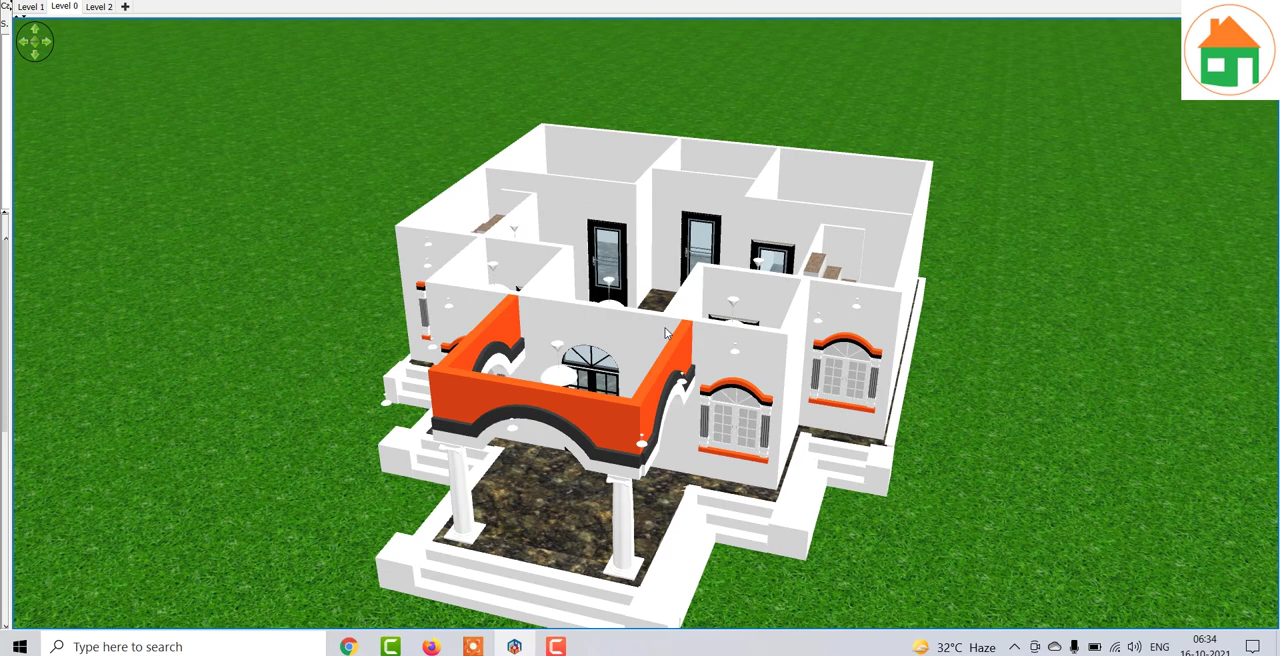 Level 1 Level 0 Level 2
S.
Type here to search
32°C Haze
ENG
06:34
16-10-2021